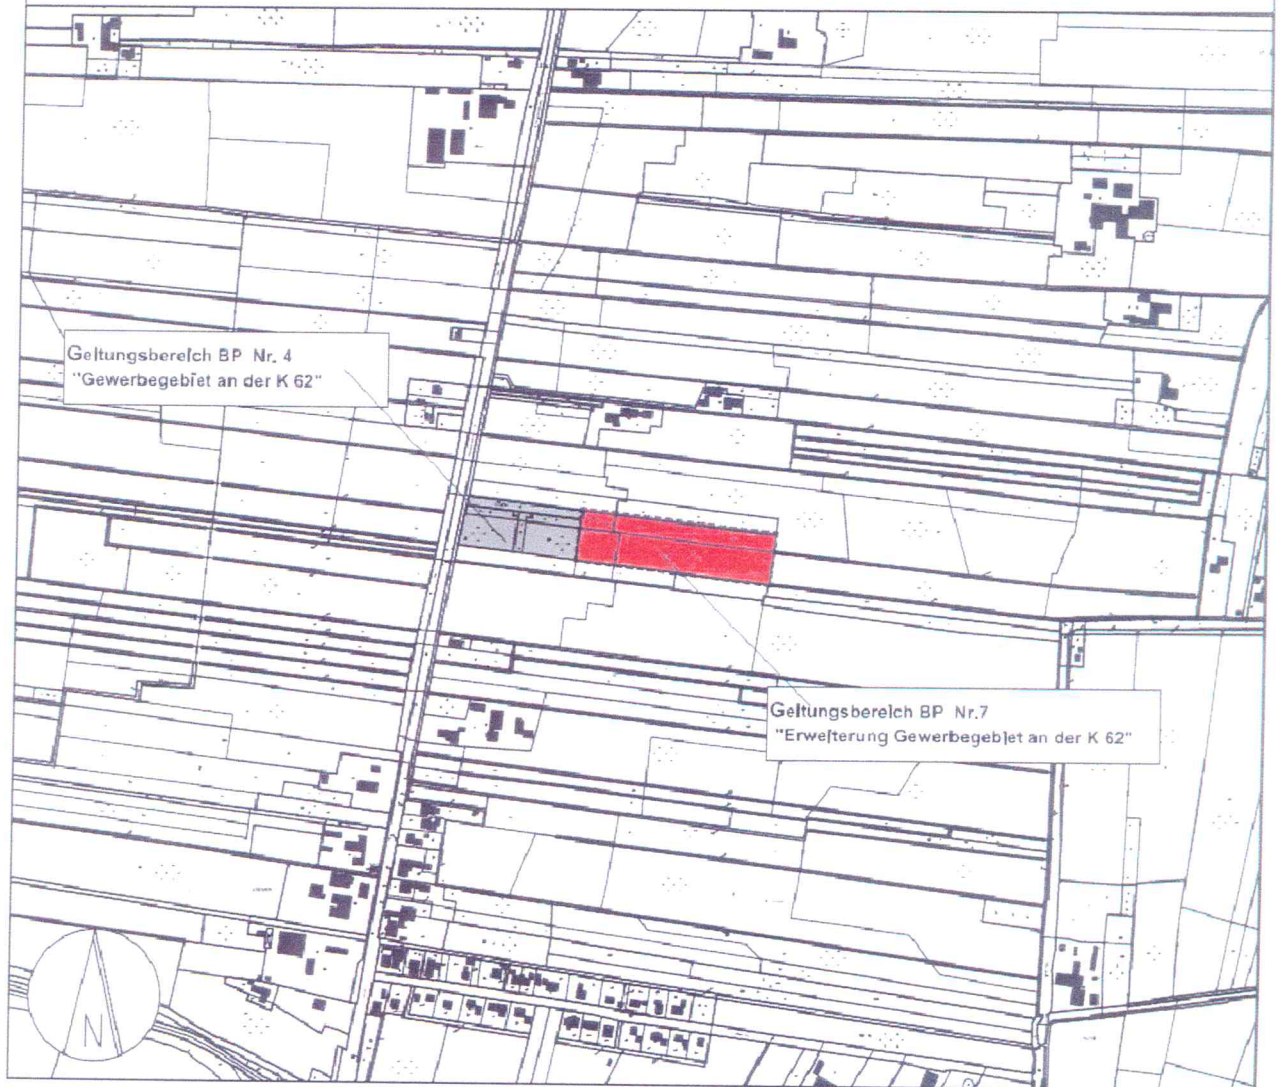 Geltungsbereich BP Nr. 4
"Gewerbegebiet an der K 62"
Geltungsbereich BP Nr.7
"Erweiterung Gewerbegebiet an der K 62"
N